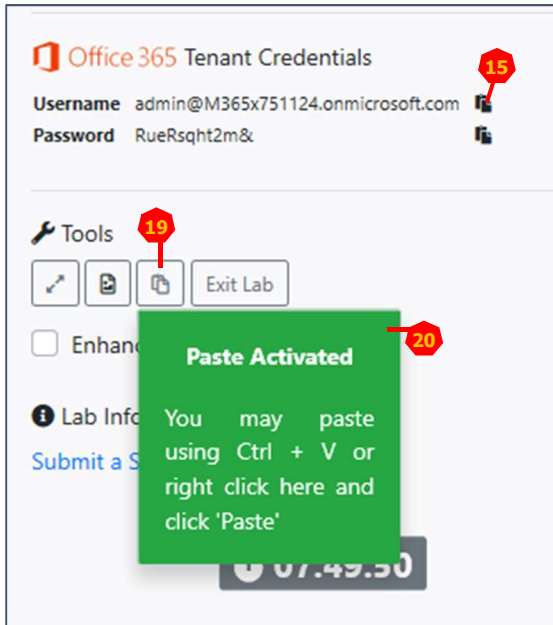 Office 365 Tenant Credentials
15
Username admin@M365x751124.onmicrosoft.com
Password RueRsqht2m&
Tools
19
Exit Lab
Enhanc
20
Paste Activated
Lab Info
You may paste
using Ctrl + V or
Submit a S
right click here and
click 'Paste'
07:49:50